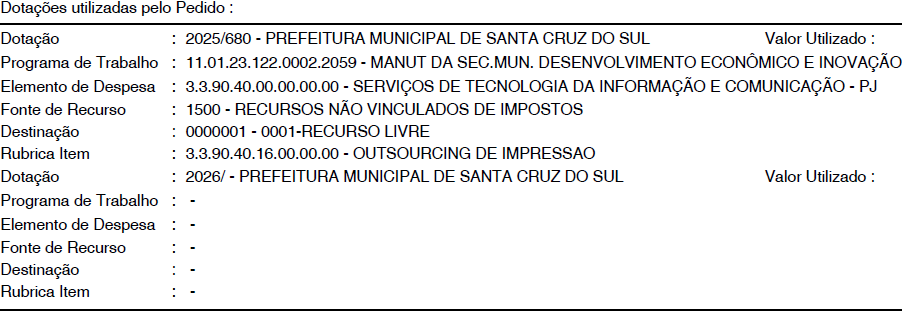 Dotações utilizadas pelo Pedido :
Dotação : 2025/680 - PREFEITURA MUNICIPAL DE SANTA CRUZ DO SUL Valor Utilizado :
Programa de Trabalho : 11.01.23.122.0002.2059 - MANUT DA SEC.MUN. DESENVOLVIMENTO ECONÔMICO E INOVAÇÃO
Elemento de Despesa : 3.3.90.40.00.00.00.00 - SERVIÇOS DE TECNOLOGIA DA INFORMAÇÃO E COMUNICAÇÃO - PJ
Fonte de Recurso : 1500 - RECURSOS NÃO VINCULADOS DE IMPOSTOS
Destinação : 0000001 - 0001-RECURSO LIVRE
Rubrica Item : 3.3.90.40.16.00.00.00 - OUTSOURCING DE IMPRESSAO
Dotação : 2026/ - PREFEITURA MUNICIPAL DE SANTA CRUZ DO SUL Valor Utilizado :
Programa de Trabalho : -
Elemento de Despesa : -
Fonte de Recurso : -
Destinação : -
Rubrica Item : -